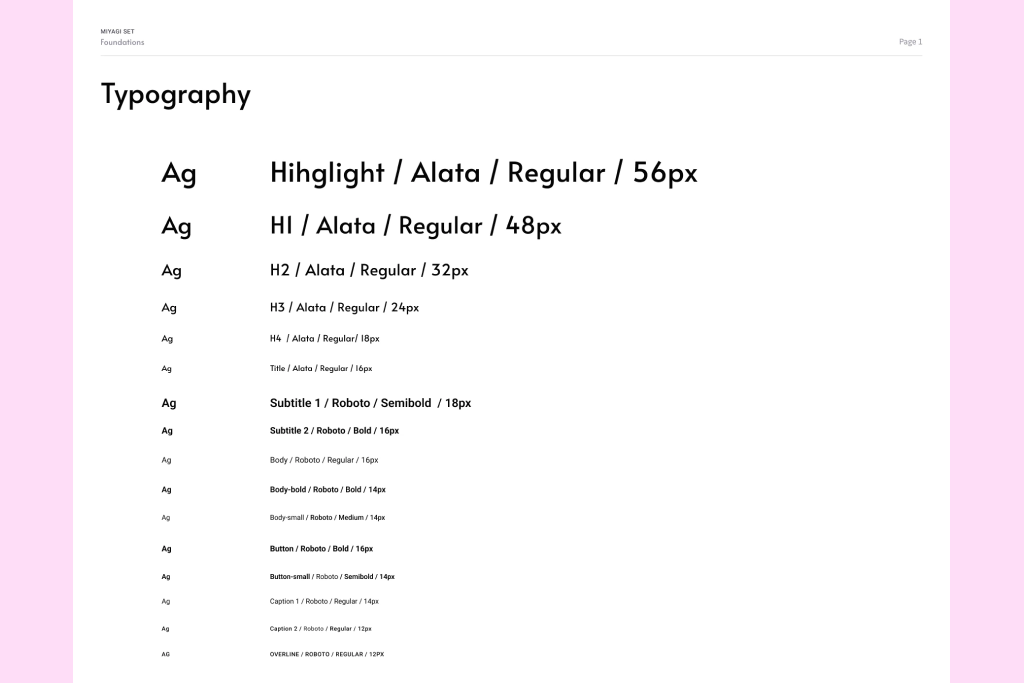 MIYAGI SET
Foundations
Page 1
Typography
Ag Hihglight / Alata / Regular / 56px
Ag H1 / Alata / Regular / 48px
Ag H2 / Alata / Regular / 32px
Ag H3 / Alata / Regular / 24px
Ag H4 / Alata / Regular/ 18px
Ag Title / Alata / Regular / 16px
Ag Subtitle 1 / Roboto / Semibold / 18px
Ag Subtitle 2 / Roboto / Bold / 16px
Ag Body / Roboto / Regular / 16px
Ag Body-bold / Roboto / Bold / 14px
Ag Body-small / Roboto / Medium / 14px
Ag Button / Roboto / Bold / 16px
Ag Button-small / Roboto / Semibold / 14px
Ag Caption 1 / Roboto / Regular / 14px
Ag Caption 2 / Roboto / Regular / 12px
AG OVERLINE / ROBOTO / REGULAR / 12PX